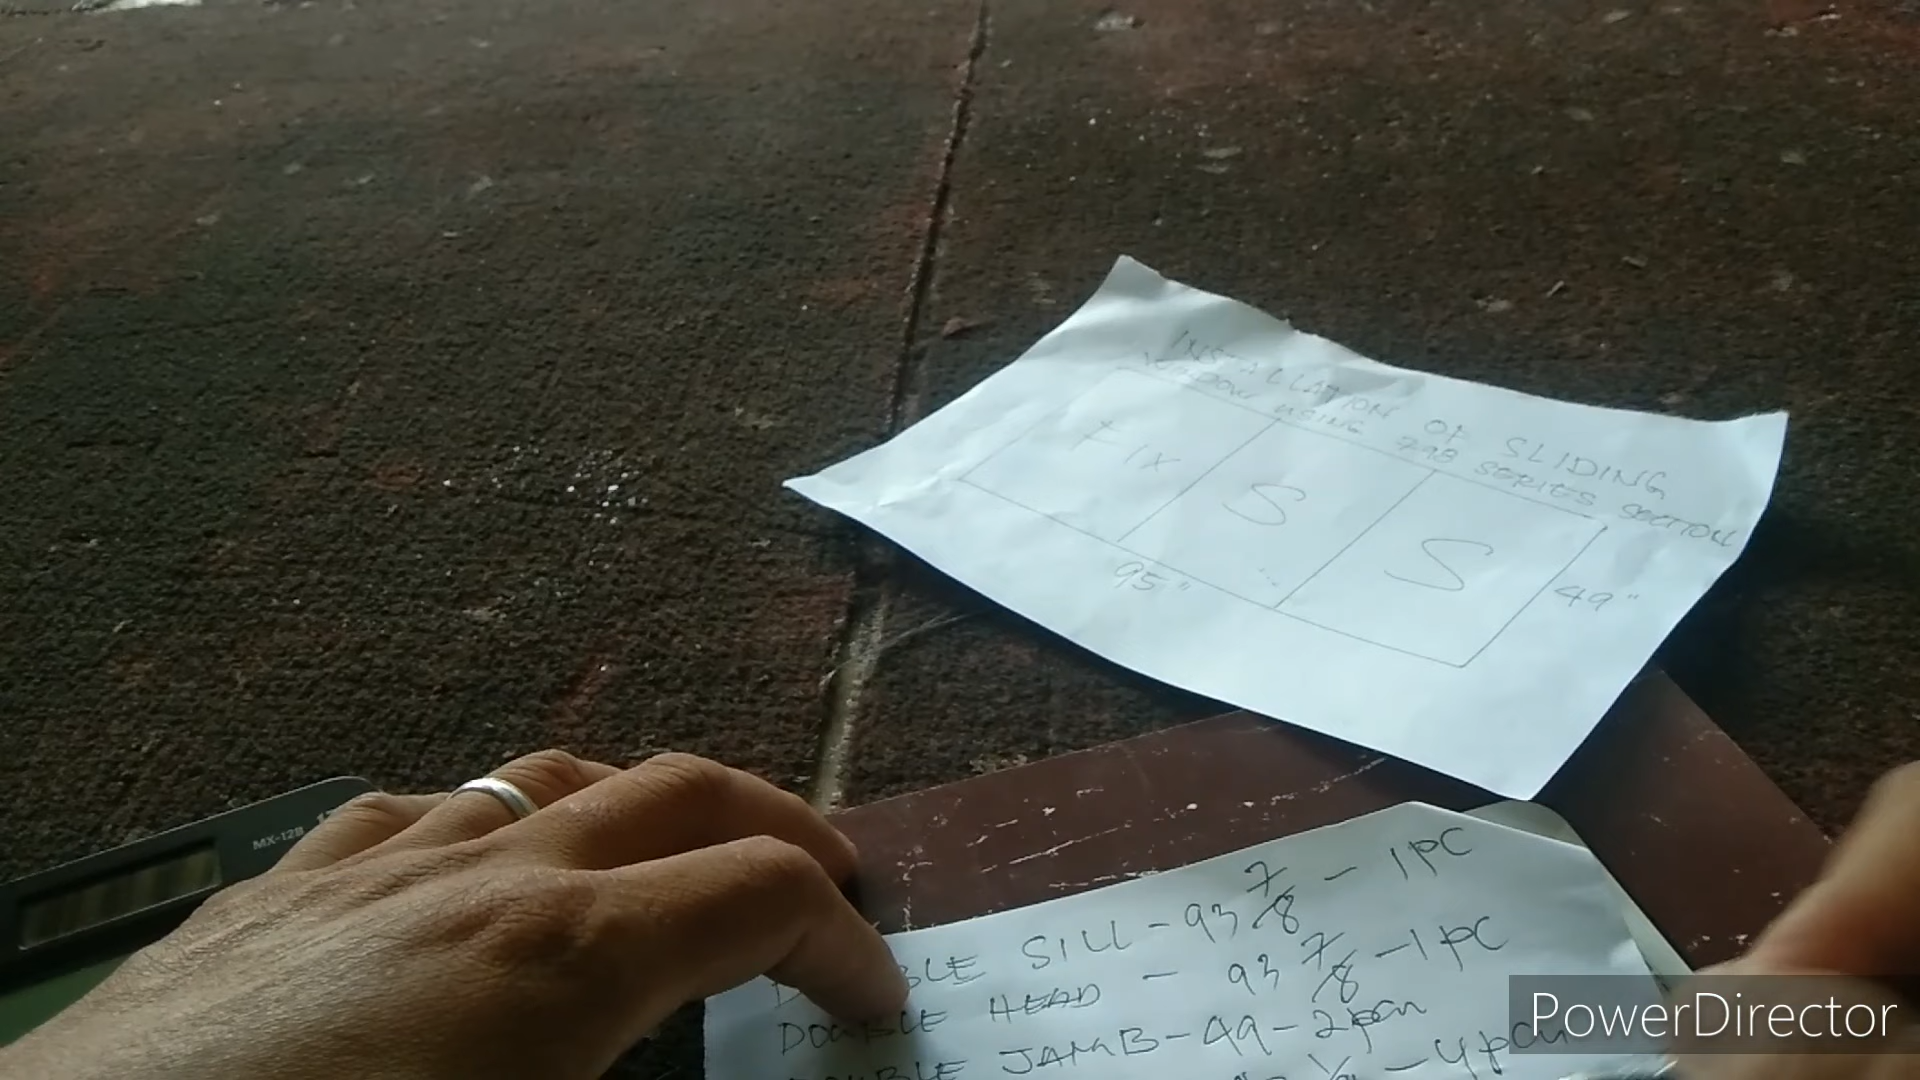 INSTALLATION OF SLIDING
WINDOW USING 798 SERIES SECTION
FIX
S
S
95"
49"
MX-12B
SILL - 93 7/8 - 1PC
DOUBLE HEAD - 93 7/8 - 1PC
JAMB - 49 - 2pcs
- 4pcs
PowerDirector